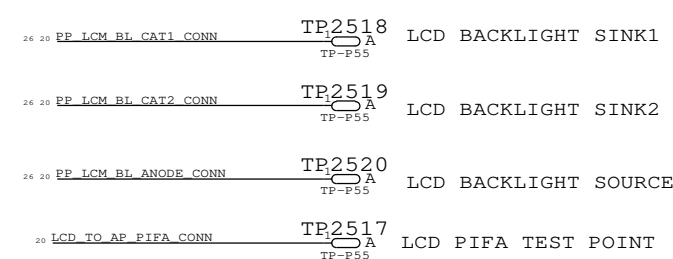 TP2518
26 20 PP_LCM_BL_CAT1_CONN 1 A LCD BACKLIGHT SINK1
TP-P55
TP2519
26 20 PP_LCM_BL_CAT2_CONN 1 A LCD BACKLIGHT SINK2
TP-P55
TP2520
26 20 PP_LCM_BL_ANODE_CONN 1 A LCD BACKLIGHT SOURCE
TP-P55
TP2517
20 LCD_TO_AP_PIFA_CONN 1 A LCD PIFA TEST POINT
TP-P55